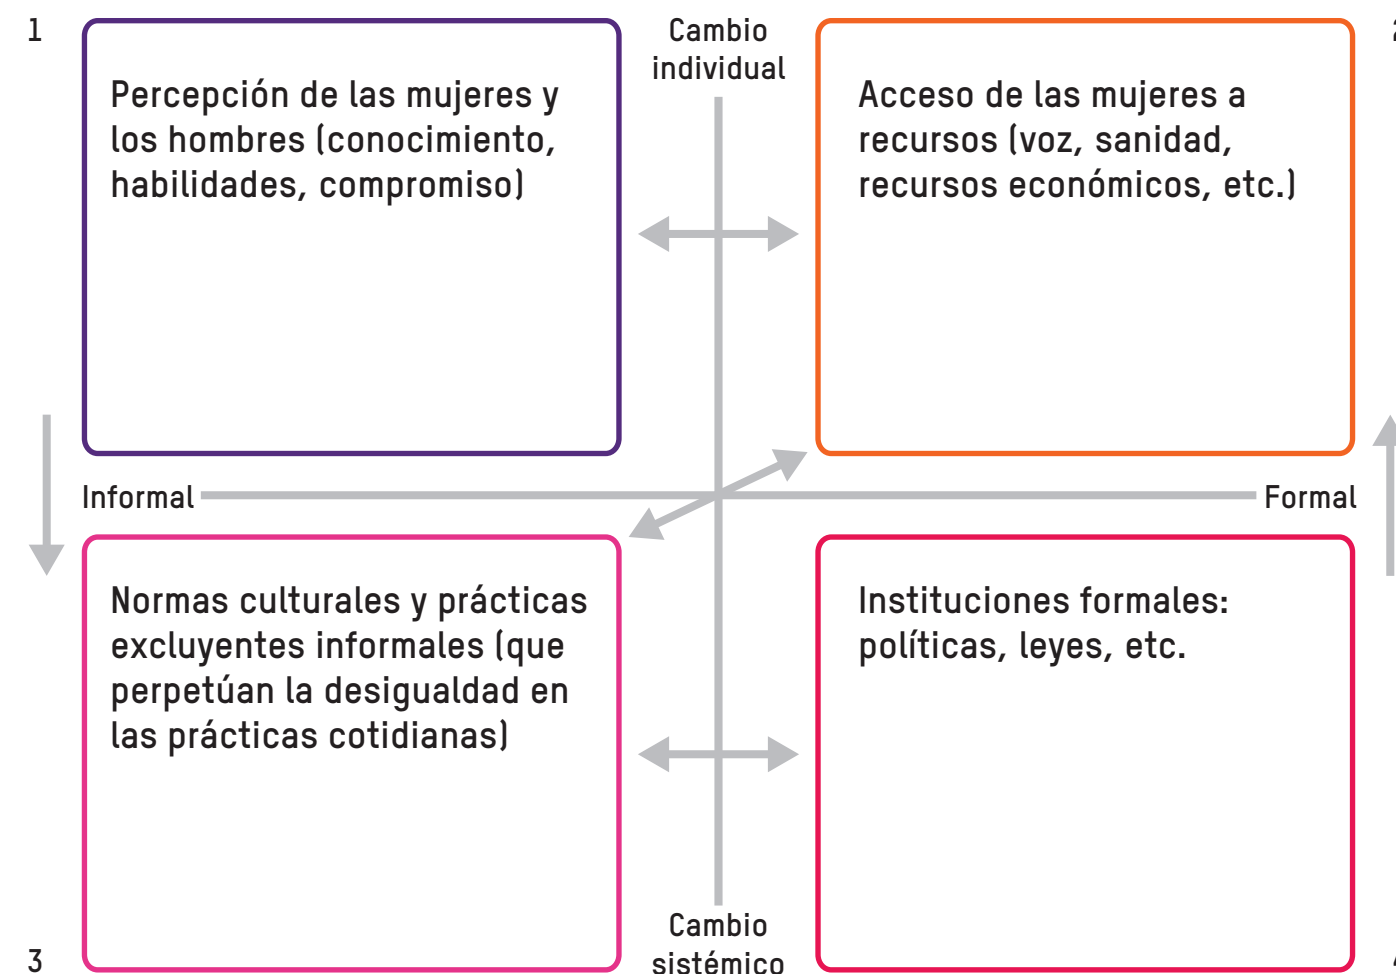 1
Cambio
individual
Percepción de las mujeres y
los hombres (conocimiento,
habilidades, compromiso)
Acceso de las mujeres a
recursos (voz, sanidad,
recursos económicos, etc.)
Informal
Formal
Normas culturales y prácticas
excluyentes informales (que
perpetúan la desigualdad en
las prácticas cotidianas)
Instituciones formales:
políticas, leyes, etc.
3
Cambio
sistémico